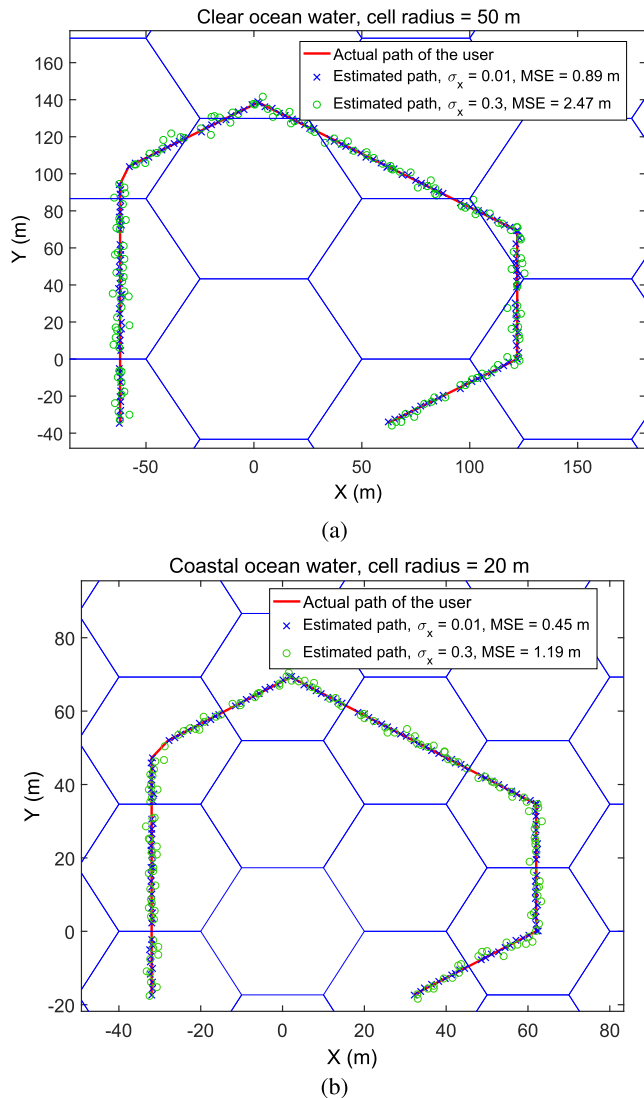 Clear ocean water, cell radius = 50 m
Actual path of the user
Estimated path, σx = 0.01, MSE = 0.89 m
Estimated path, σx = 0.3, MSE = 2.47 m
160
140
120
100
80
60
40
20
0
-20
-40
Y (m)
-50 0 50 100 150
X (m)
(a)
Coastal ocean water, cell radius = 20 m
Actual path of the user
Estimated path, σx = 0.01, MSE = 0.45 m
Estimated path, σx = 0.3, MSE = 1.19 m
80
60
40
20
0
-20
Y (m)
-40 -20 0 20 40 60 80
X (m)
(b)